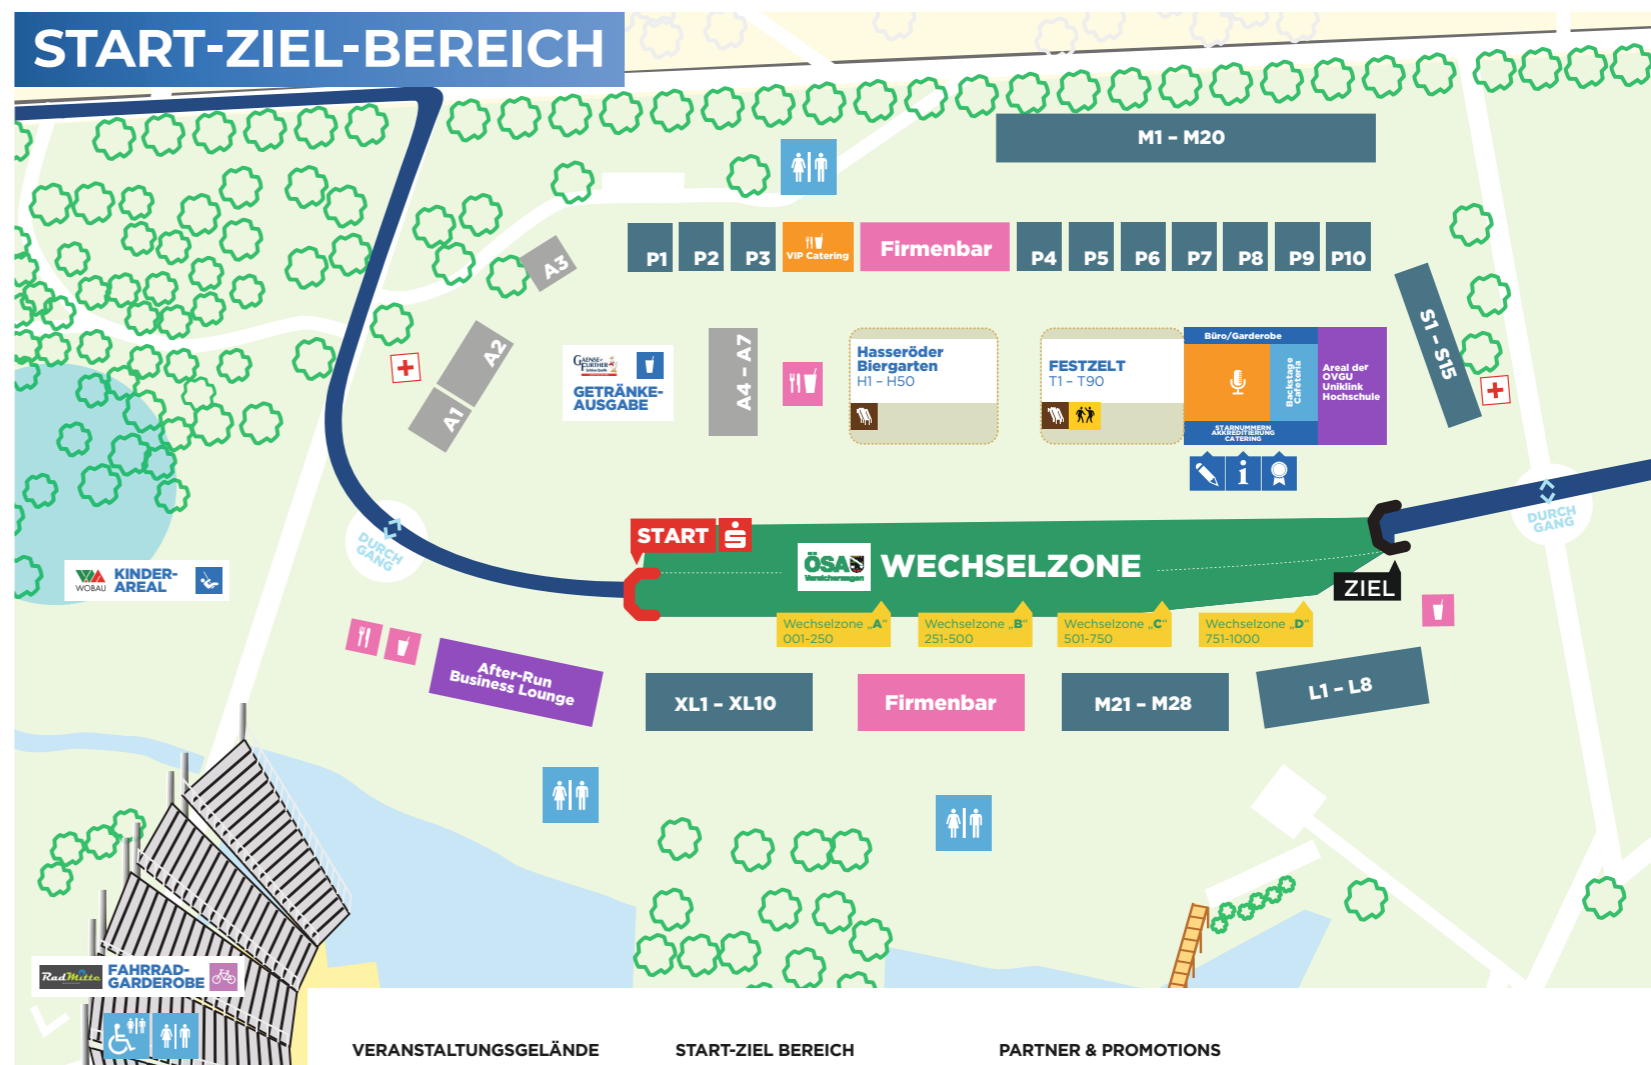 START-ZIEL-BEREICH
M1 – M20
P1
P2
P3
VIP Catering
Firmenbar
P4
P5
P6
P7
P8
P9
P10
A3
A2
A1
GAENSE-
FURTHER
GETRÄNKE-
AUSGABE
A4 – A7
Hasseröder
Biergarten
H1 – H50
FESTZELT
T1 – T90
Büro/Garderobe
Backstage
Cafeteria
STARNUMMERN
AKKREDITIERUNG
CATERING
Areal der
OVGU
Uniklink
Hochschule
S1 – S15
DURCH
GANG
DURCH
GANG
START
ÖSA
Versicherungen
WECHSELZONE
ZIEL
Wechselzone „A“
001-250
Wechselzone „B“
251-500
Wechselzone „C“
501-750
Wechselzone „D“
751-1000
WOBAU
KINDER-
AREAL
After-Run
Business Lounge
XL1 – XL10
Firmenbar
M21 – M28
L1 – L8
RadMitte
FAHRRAD-
GARDEROBE
VERANSTALTUNGSGELÄNDE
START-ZIEL BEREICH
PARTNER & PROMOTIONS